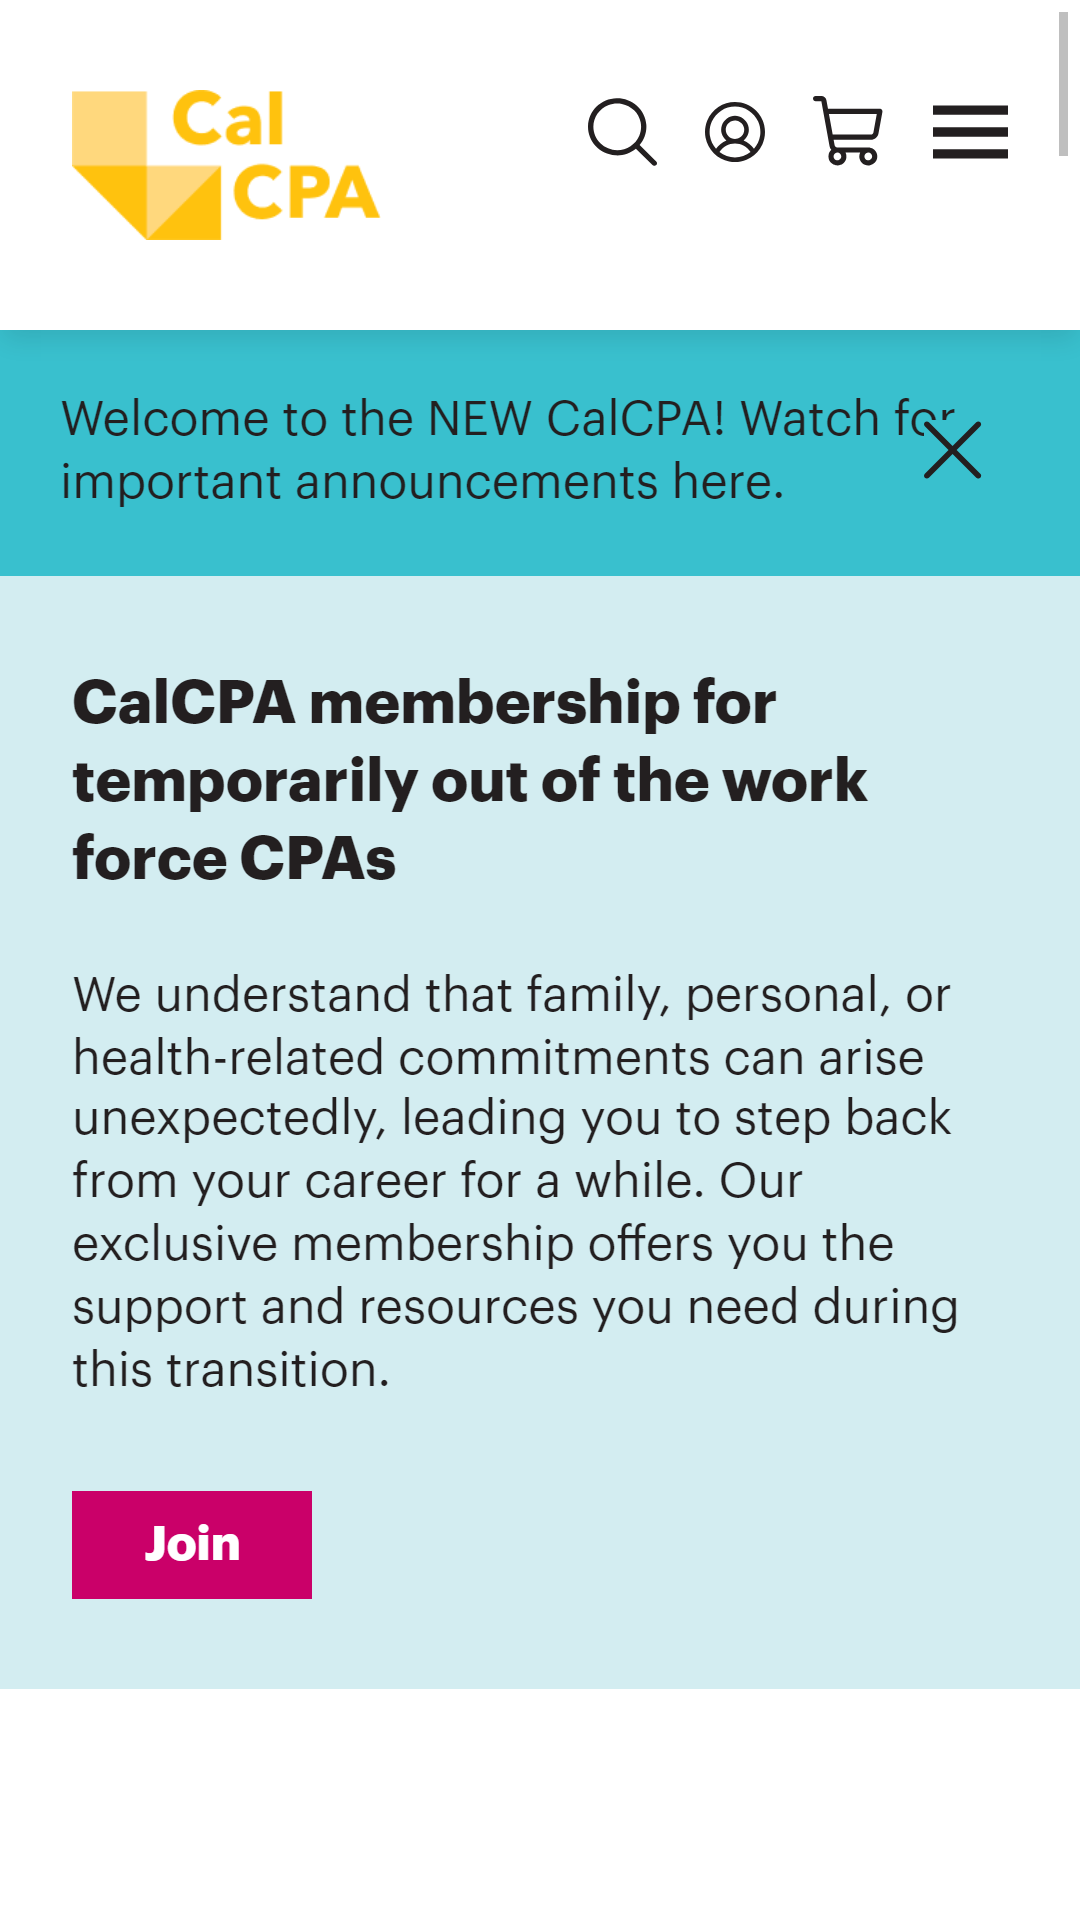 Cal
CPA
Welcome to the NEW CalCPA! Watch for
important announcements here.
CalCPA membership for
temporarily out of the work
force CPAs
We understand that family, personal, or
health-related commitments can arise
unexpectedly, leading you to step back
from your career for a while. Our
exclusive membership offers you the
support and resources you need during
this transition.
Join